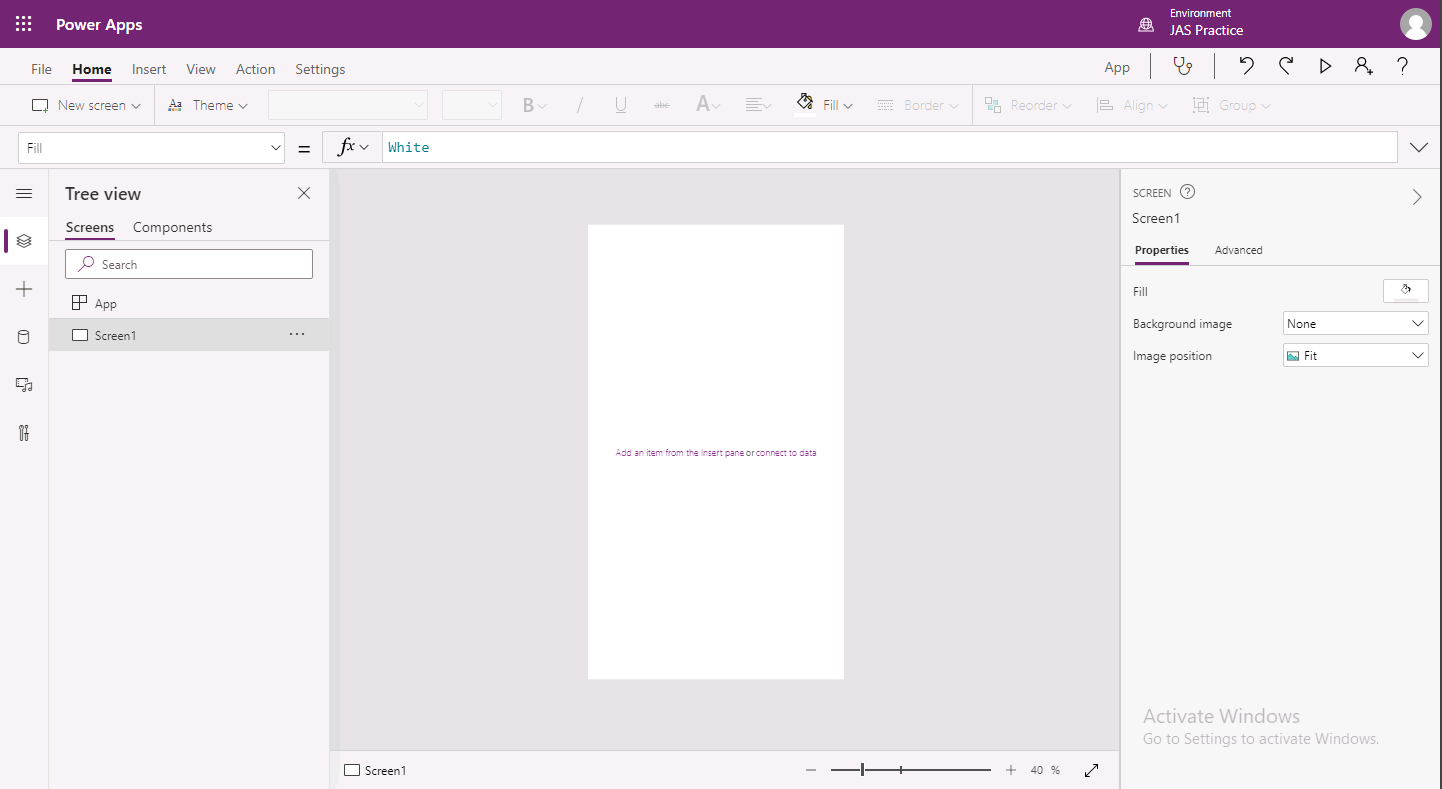 Power Apps
Environment
JAS Practice
File Home Insert View Action Settings App
New screen Theme B / U abc A Fill Border Reorder Align Group
Fill = fx White
Tree view
Screens Components
Search
App
Screen1 ...
Add an item from the Insert pane or connect to data
SCREEN ?
Screen1
Properties Advanced
Fill
Background image None
Image position Fit
Activate Windows
Go to Settings to activate Windows.
Screen1 40 %